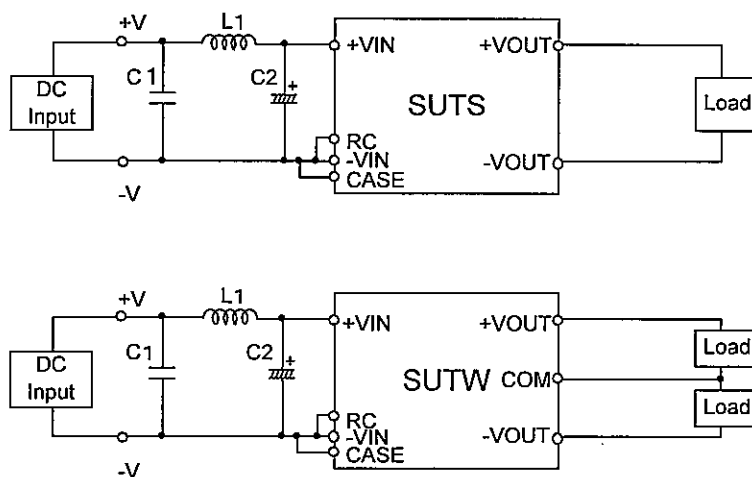 +V
L1
+VIN
+VOUT
C1
C2
+
DC
Input
SUTS
Load
RC
-VIN
CASE
-VOUT
-V
+V
L1
+VIN
+VOUT
C1
C2
+
DC
Input
SUTW
COM
Load
Load
RC
-VIN
CASE
-VOUT
-V